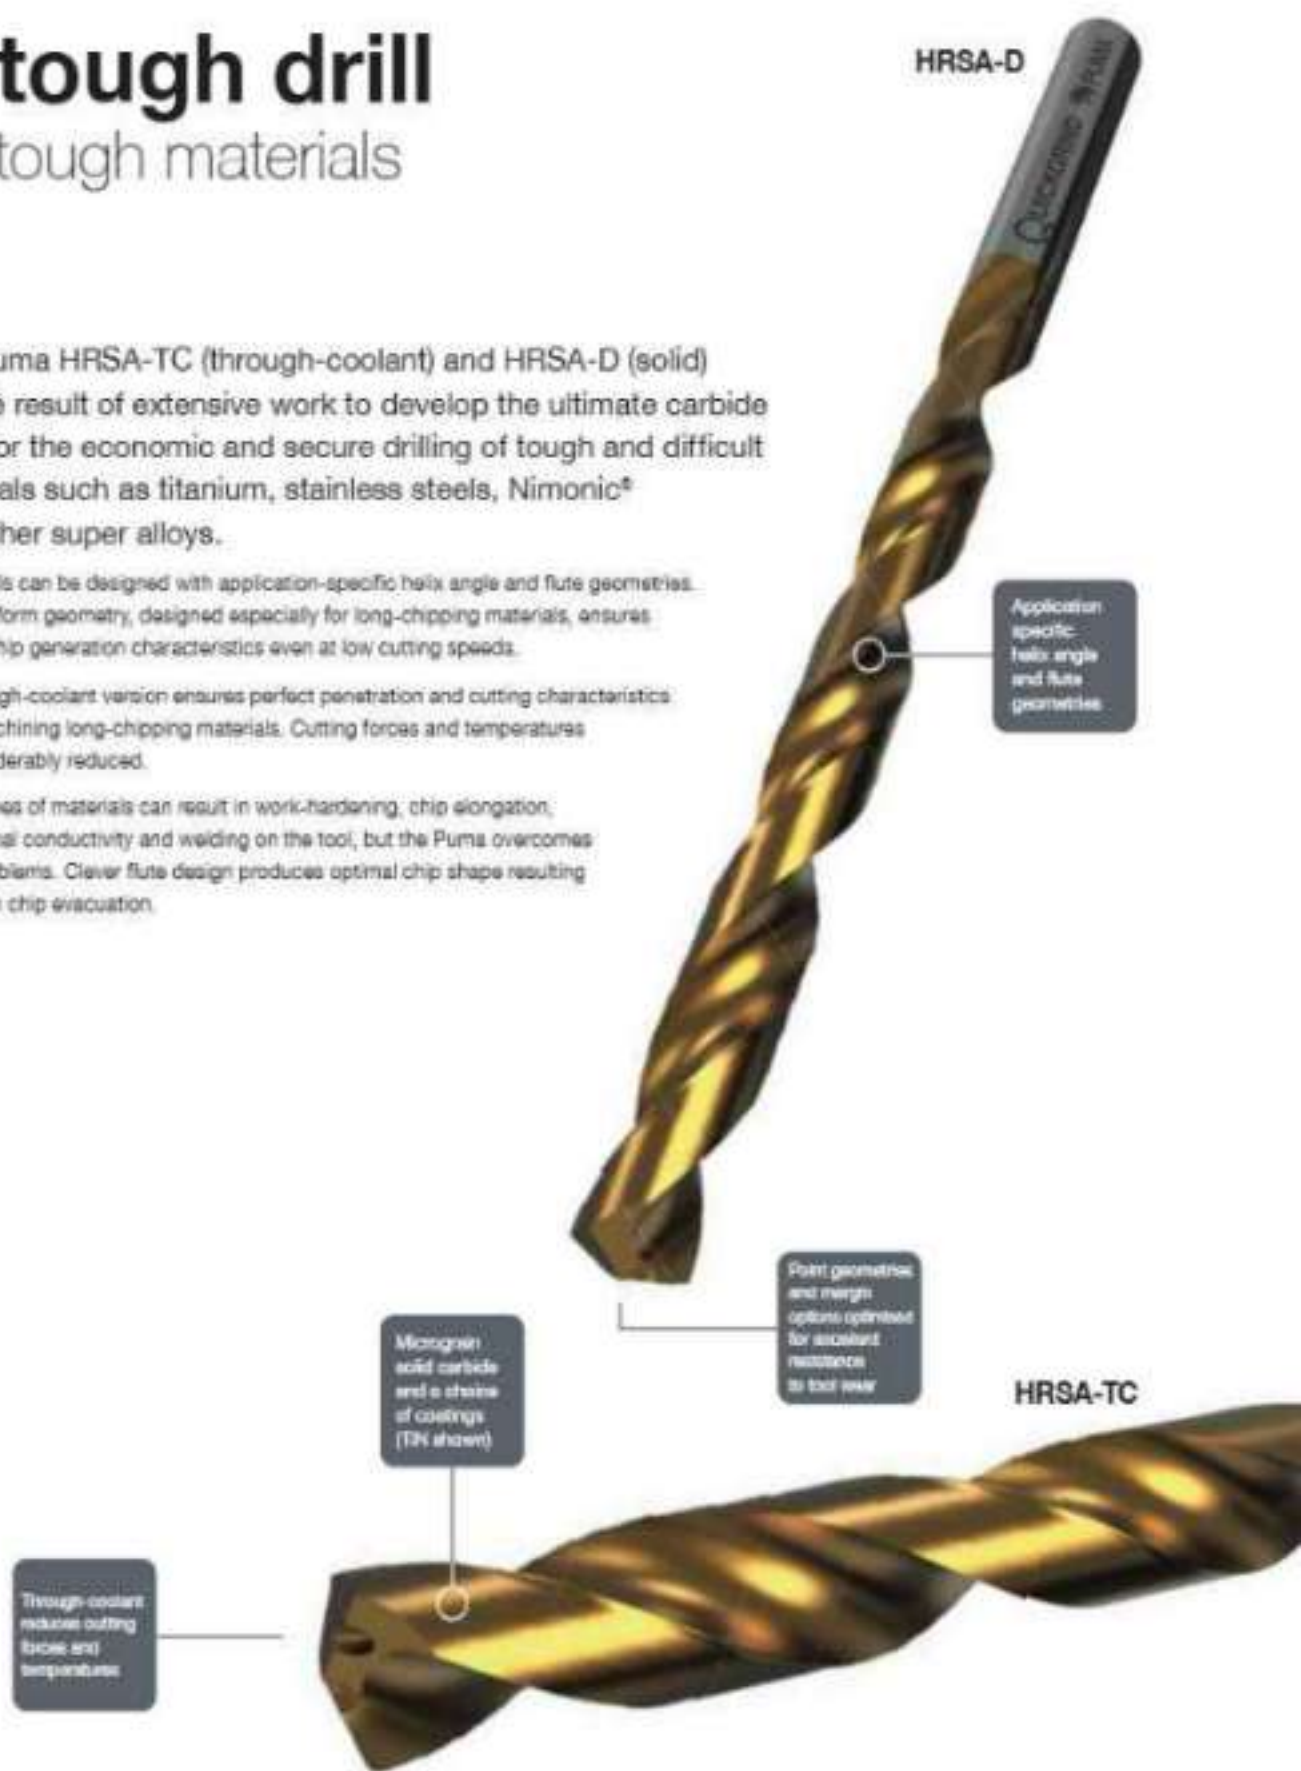 tough drill
tough materials
HRSA-D
QUICKGRIND PUMA
uma HRSA-TC (through-coolant) and HRSA-D (solid)
e result of extensive work to develop the ultimate carbide
or the economic and secure drilling of tough and difficult
als such as titanium, stainless steels, Nimonic®
her super alloys.
ls can be designed with application-specific helix angle and flute geometries.
form geometry, designed especially for long-chipping materials, ensures
hip generation characteristics even at low cutting speeds.
gh-coolant version ensures perfect penetration and cutting characteristics
chining long-chipping materials. Cutting forces and temperatures
derably reduced.
es of materials can result in work-hardening, chip elongation,
al conductivity and welding on the tool, but the Puma overcomes
blems. Clever flute design produces optimal chip shape resulting
chip evacuation.
Application
specific
helix angle
and flute
geometries
Point geometries
and margin
options optimised
for excellent
resistance
to tool wear
Micrograin
solid carbide
and a choice
of coatings
(TiN shown)
HRSA-TC
Through-coolant
reduces cutting
forces and
temperatures